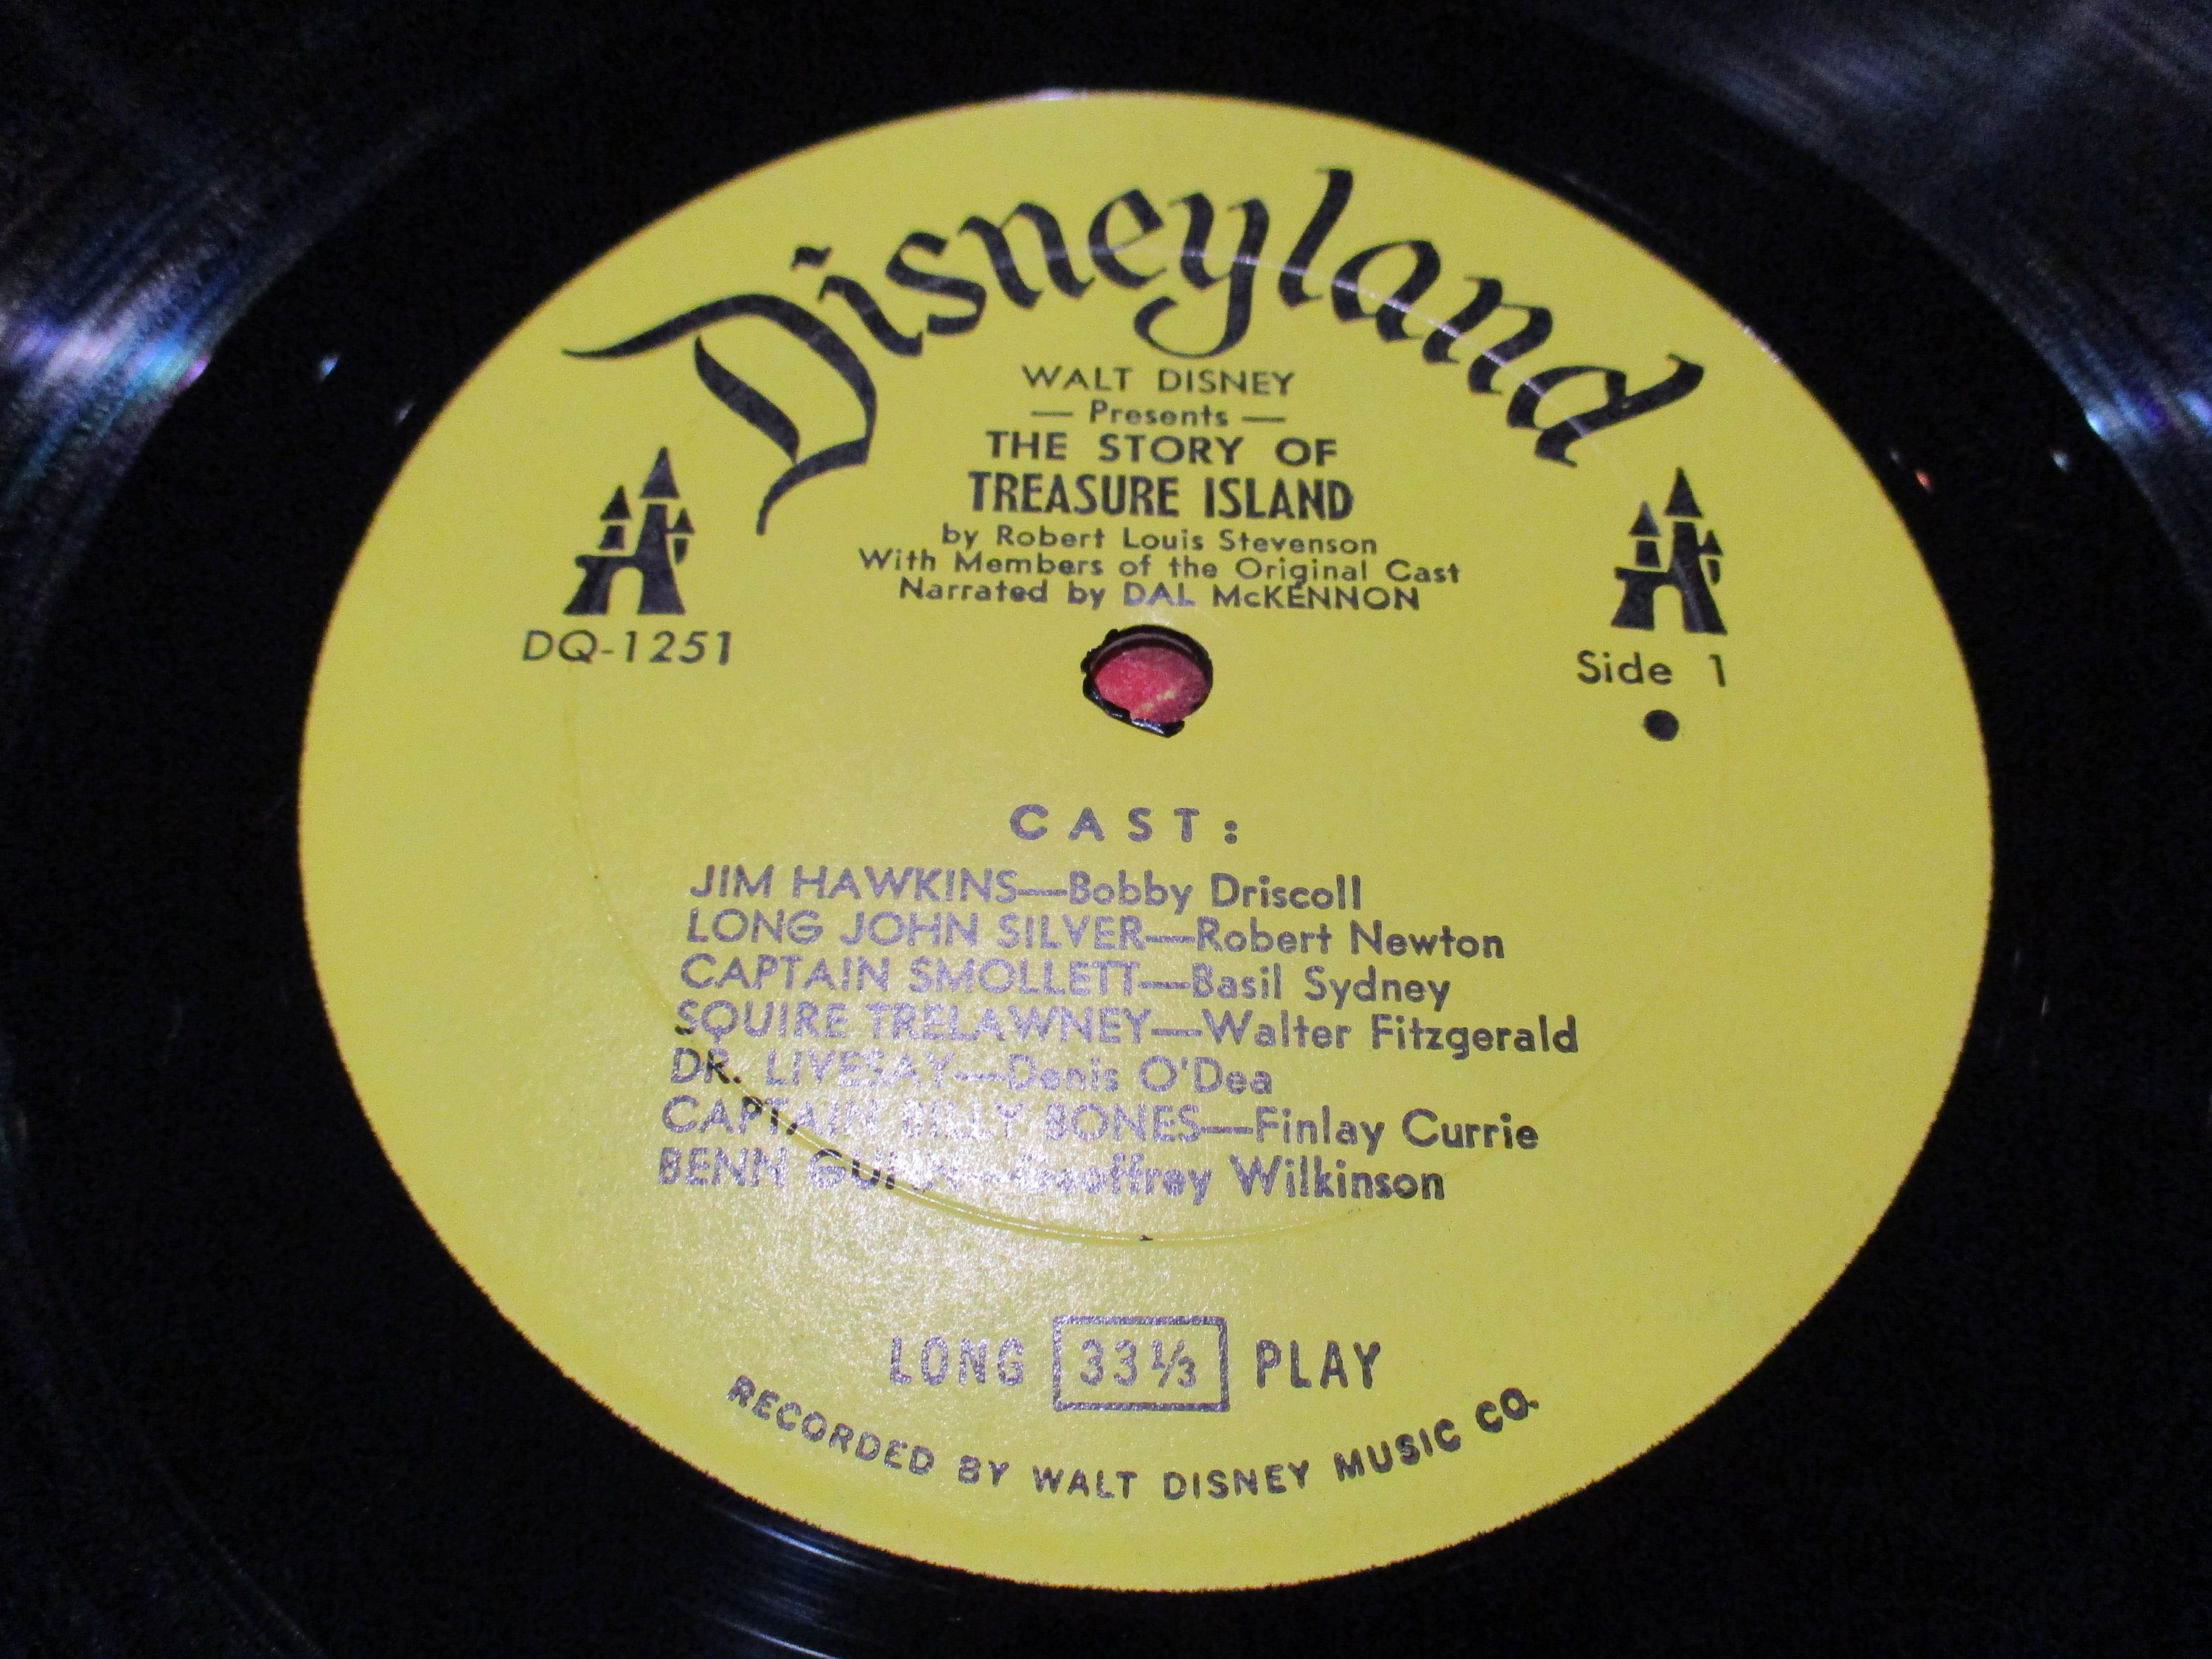 Disneyland
WALT DISNEY
— Presents —
THE STORY OF
TREASURE ISLAND
by Robert Louis Stevenson
With Members of the Original Cast
Narrated by DAL McKENNON
DQ-1251
Side 1
CAST:
JIM HAWKINS—Bobby Driscoll
LONG JOHN SILVER—Robert Newton
CAPTAIN SMOLLETT—Basil Sydney
SQUIRE TRELAWNEY—Walter Fitzgerald
DR. LIVESAY—Denis O'Dea
CAPTAIN BILLY BONES—Finlay Currie
BENN GUNN—Geoffrey Wilkinson
LONG 33⅓ PLAY
RECORDED BY WALT DISNEY MUSIC CO.